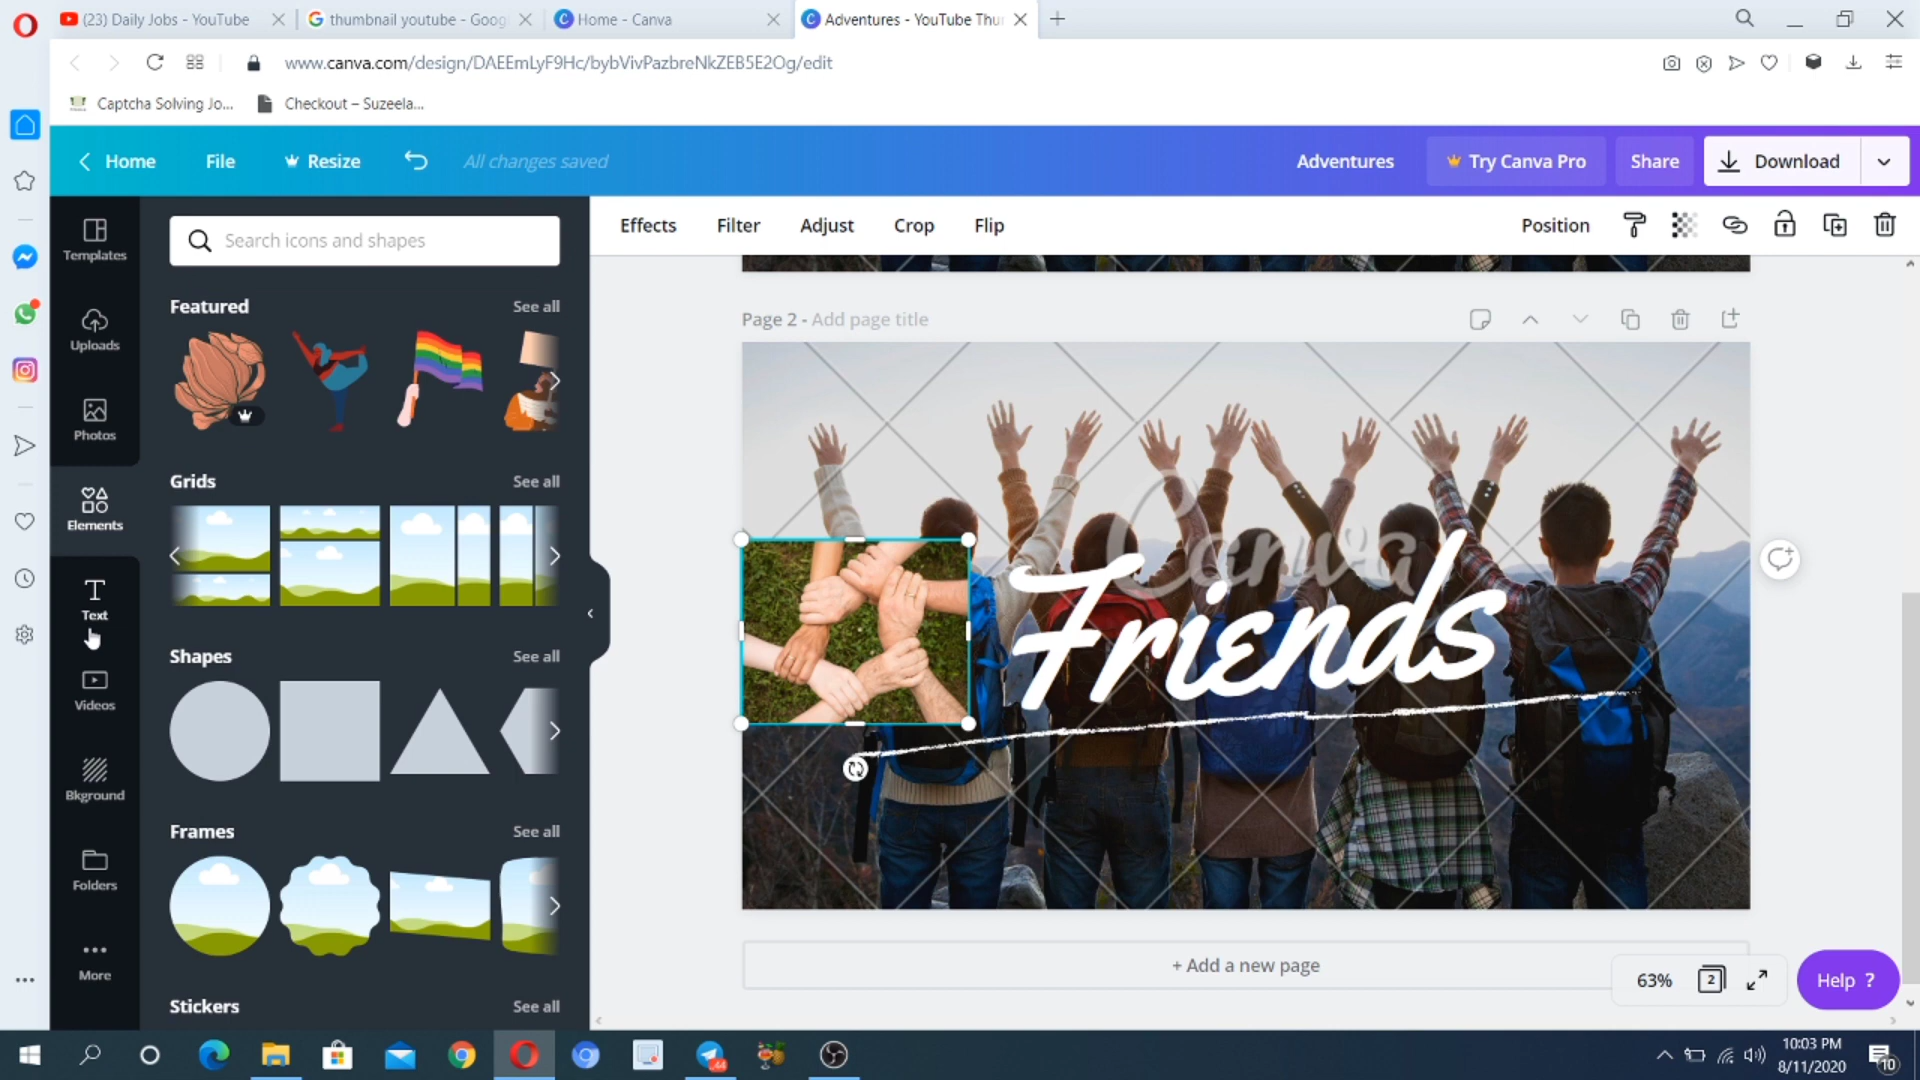 (23) Daily Jobs - YouTube
thumbnail youtube - Goog
Home - Canva
Adventures - YouTube Thu
www.canva.com/design/DAEEmLyF9Hc/bybVivPazbreNkZEB5E2Og/edit
Captcha Solving Jo...
Checkout – Suzeela...
Home
File
Resize
All changes saved
Adventures
Try Canva Pro
Share
Download
Templates
Uploads
Photos
Elements
Text
Videos
Bkground
Folders
More
Search icons and shapes
Featured
See all
Grids
See all
Shapes
See all
Frames
See all
Stickers
See all
Effects
Filter
Adjust
Crop
Flip
Position
Page 2 - Add page title
Canva
Friends
+ Add a new page
63%
2
Help ?
44
10:03 PM
8/11/2020
10